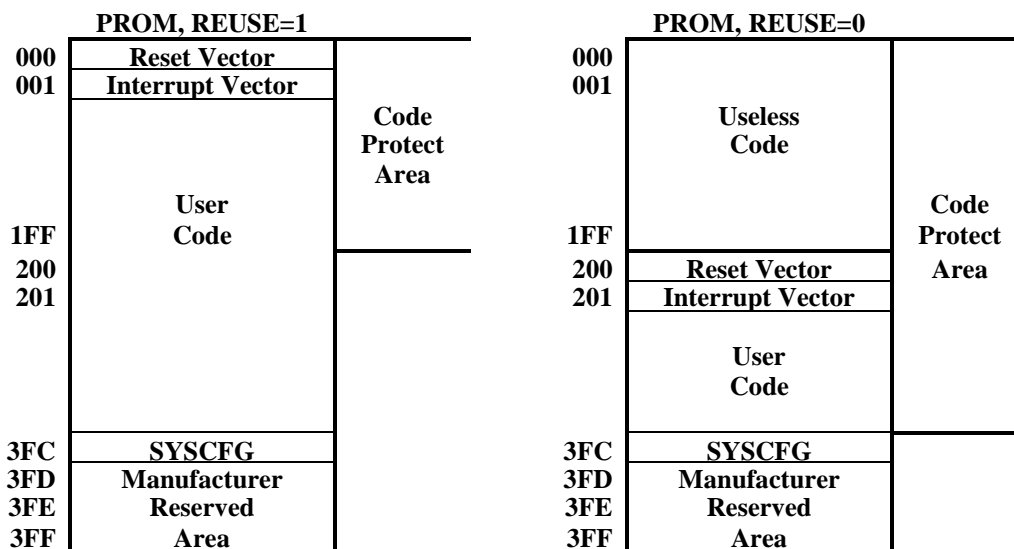 PROM, REUSE=1
000 Reset Vector
001 Interrupt Vector
Code
Protect
Area
User
1FF Code
200
201
3FC SYSCFG
3FD Manufacturer
3FE Reserved
3FF Area
PROM, REUSE=0
000
001
Useless
Code
Code
1FF Protect
200 Reset Vector Area
201 Interrupt Vector
User
Code
3FC SYSCFG
3FD Manufacturer
3FE Reserved
3FF Area